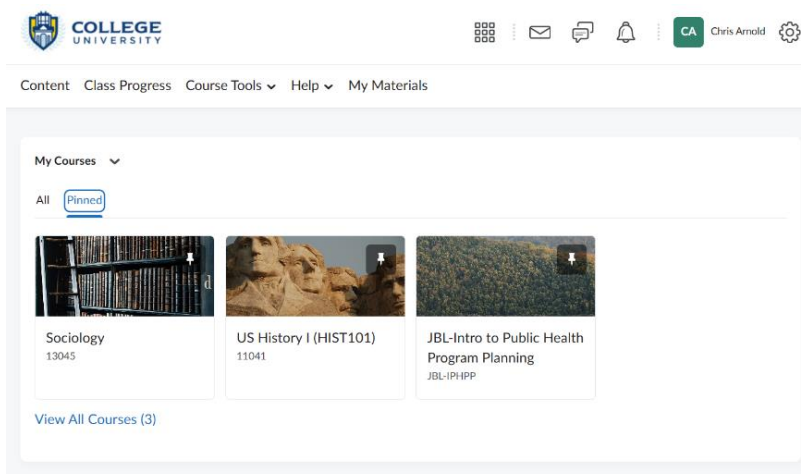 COLLEGE
UNIVERSITY
CA Chris Arnold
Content Class Progress Course Tools Help My Materials
My Courses
All Pinned
d
Sociology
13045
US History I (HIST101)
11041
JBL-Intro to Public Health
Program Planning
JBL-IPHPP
View All Courses (3)